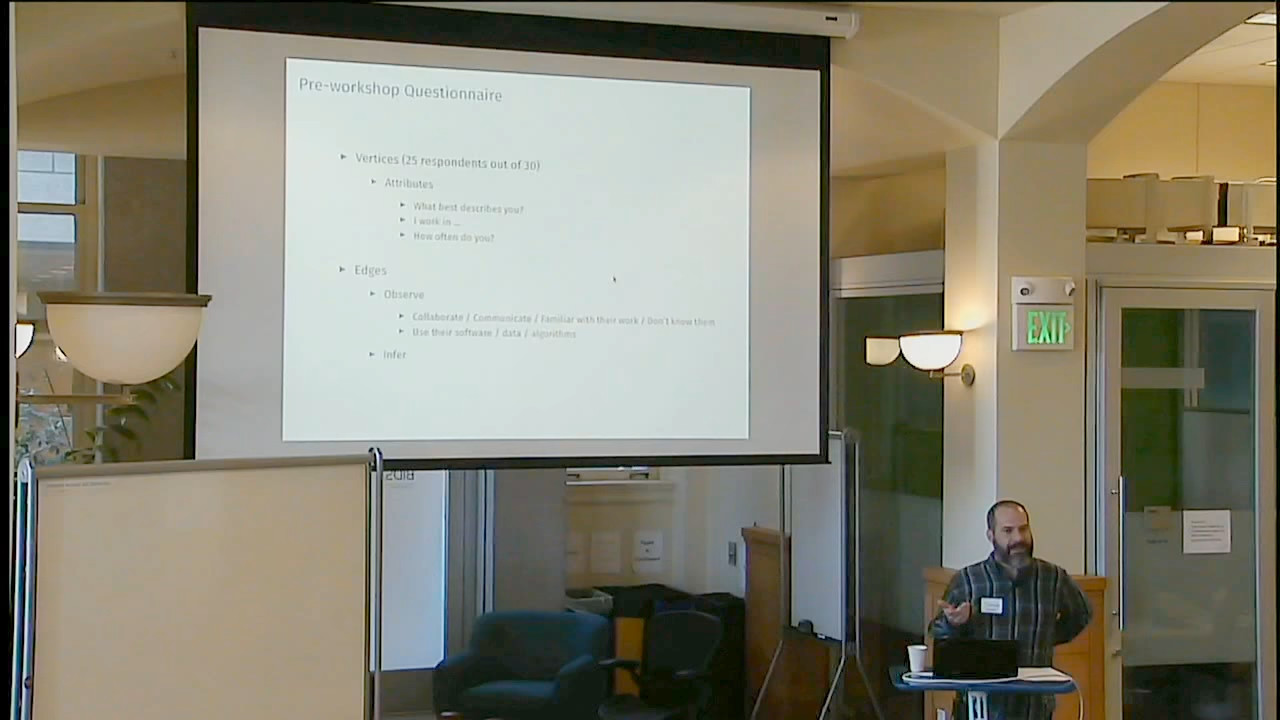 Pre-workshop Questionnaire
Vertices (25 respondents out of 30)
Attributes
What best describes you?
I work in ...
How often do you?
Edges
Observe
Collaborate / Communicate / Familiar with their work / Don't know them
Use their software / data / algorithms
Infer
EXIT